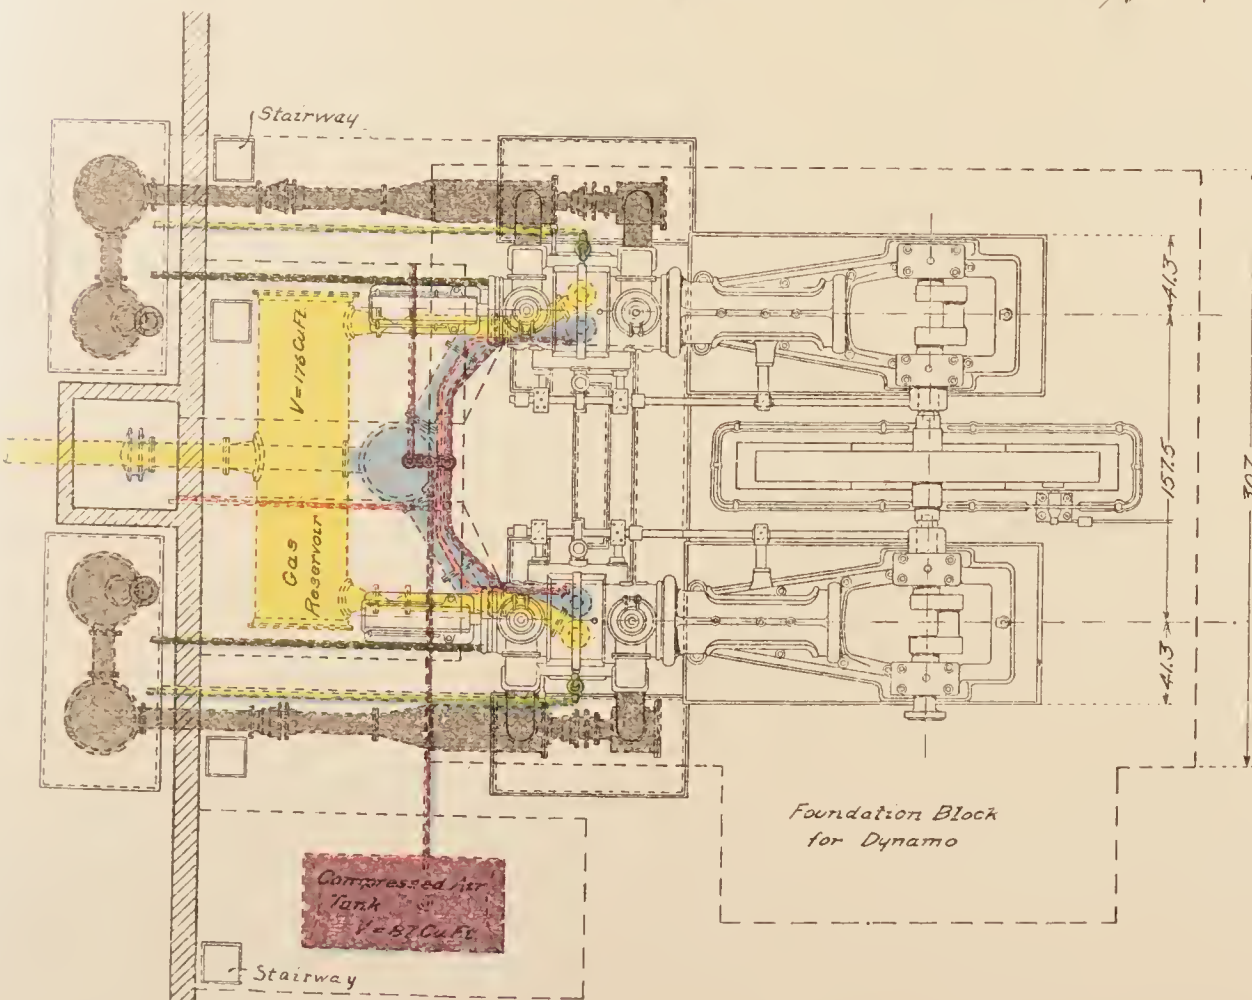 Stairway
41.3
V=176 Cu Ft.
157.5
Gas
Reservoir
41.3
Foundation Block
for Dynamo
Compressed Air
Tank
V=87 Cu Ft.
Stairway